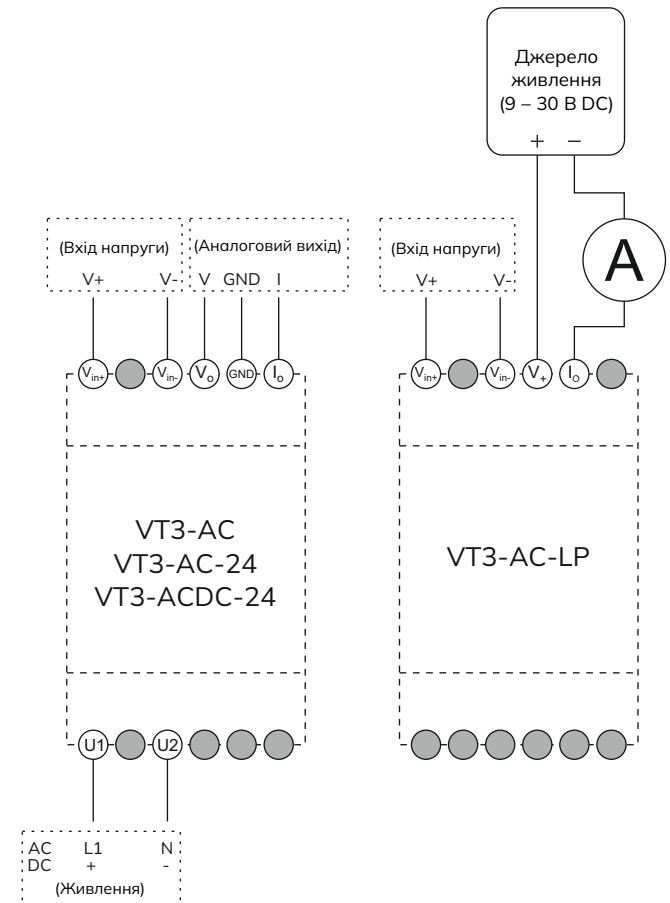 Джерело
живлення
(9 – 30 В DC)
+ −
A
(Вхід напруги)
V+ V-
(Аналоговий вихід)
V GND I
(Вхід напруги)
V+ V-
Vin+ Vin- Vo GND Io
Vin+ Vin- V+ IO
VT3-AC
VT3-AC-24
VT3-ACDC-24
VT3-AC-LP
U1 U2
AC L1 N
DC + -
(Живлення)